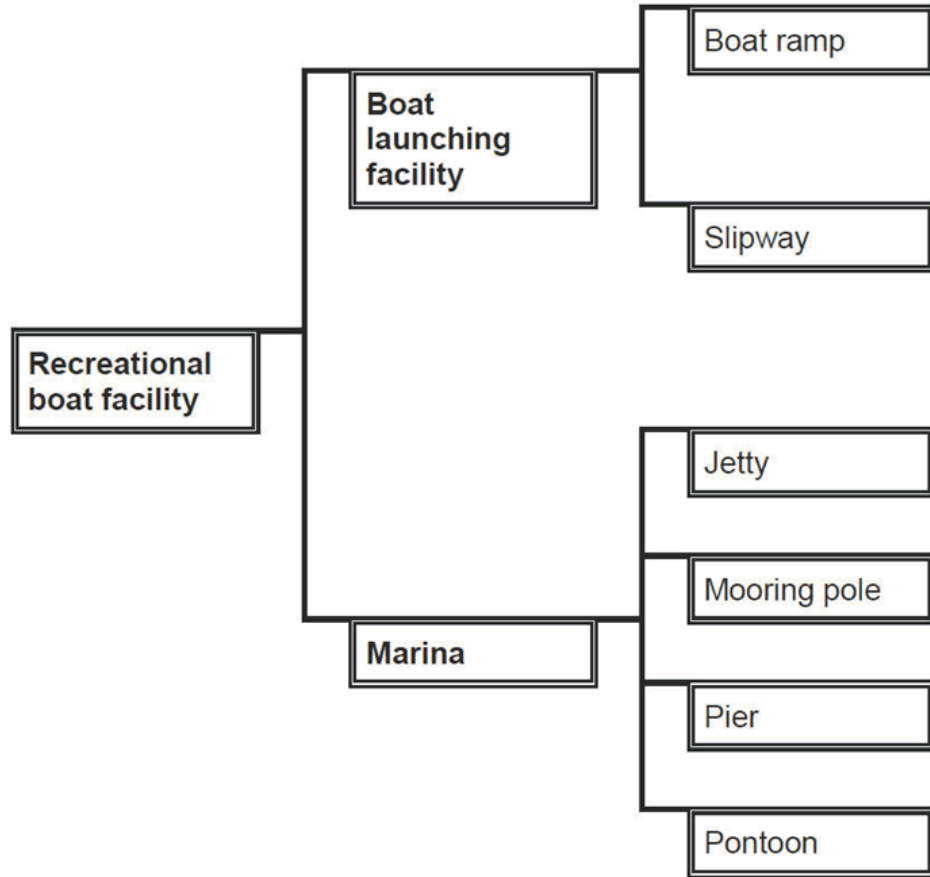 Boat ramp
Boat
launching
facility
Slipway
Recreational
boat facility
Jetty
Mooring pole
Marina
Pier
Pontoon